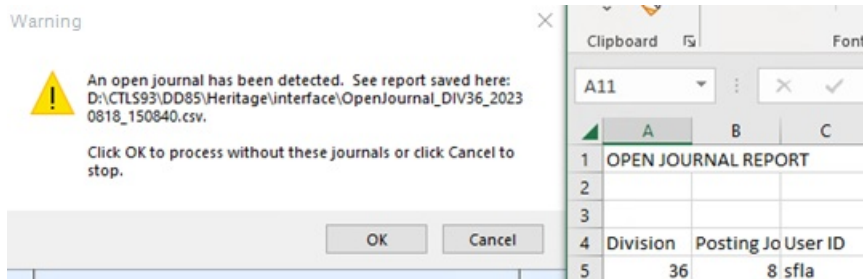 Warning
An open journal has been detected. See report saved here:
D:\CTLS93\DD85\Heritage\interface\OpenJournal_DIV36_2023
0818_150840.csv.
Click OK to process without these journals or click Cancel to
stop.
OK Cancel
Clipboard Font
A11
A B C
1 OPEN JOURNAL REPORT
2
3
4 Division Posting Jo User ID
5 36 8 sfla